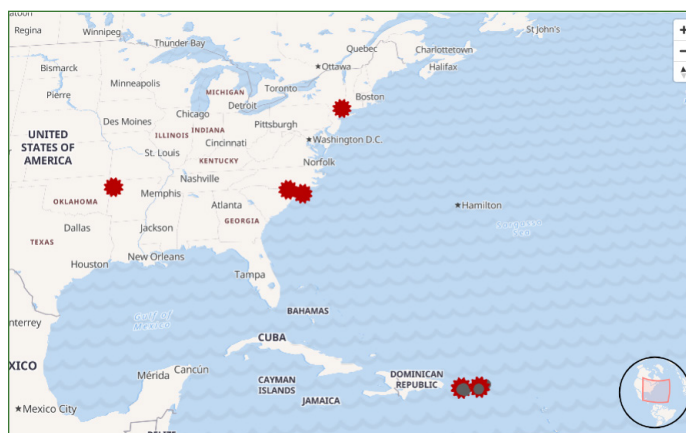 St John's
Regina
Winnipeg
Thunder Bay
Quebec
Charlottetown
Bismarck
★Ottawa
Halifax
Minneapolis
Pierre
MICHIGAN
Toronto
Boston
Detroit
Chicago
Des Moines
Pittsburgh
UNITED
STATES OF
AMERICA
ILLINOIS
INDIANA
Cincinnati
★Washington D.C.
St. Louis
KENTUCKY
Norfolk
Nashville
OKLAHOMA
Memphis
Atlanta
★Hamilton
GEORGIA
Dallas
Jackson
Sargasso
Sea
TEXAS
Houston
New Orleans
Tampa
Gulf of
Mexico
BAHAMAS
nterrey
CUBA
XICO
Mérida
Cancún
CAYMAN
ISLANDS
DOMINICAN
REPUBLIC
JAMAICA
★Mexico City